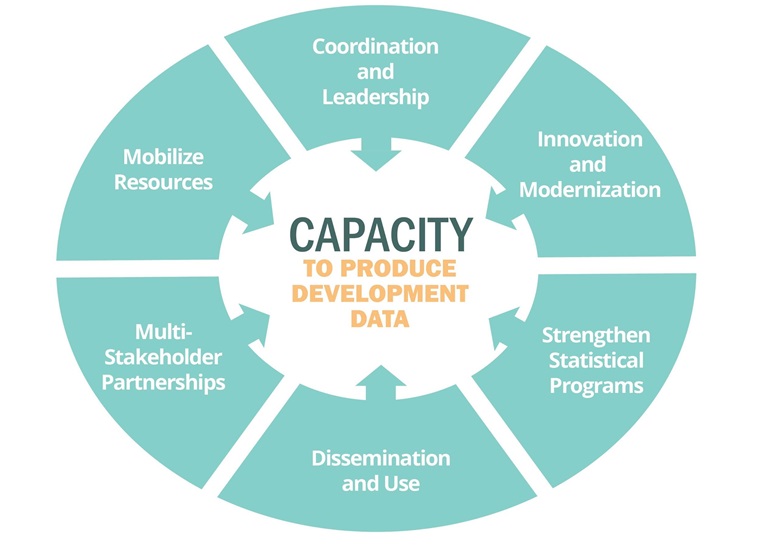 Coordination
and
Leadership
Innovation
and
Modernization
Strengthen
Statistical
Programs
Dissemination
and Use
Multi-
Stakeholder
Partnerships
Mobilize
Resources
CAPACITY
TO PRODUCE
DEVELOPMENT
DATA